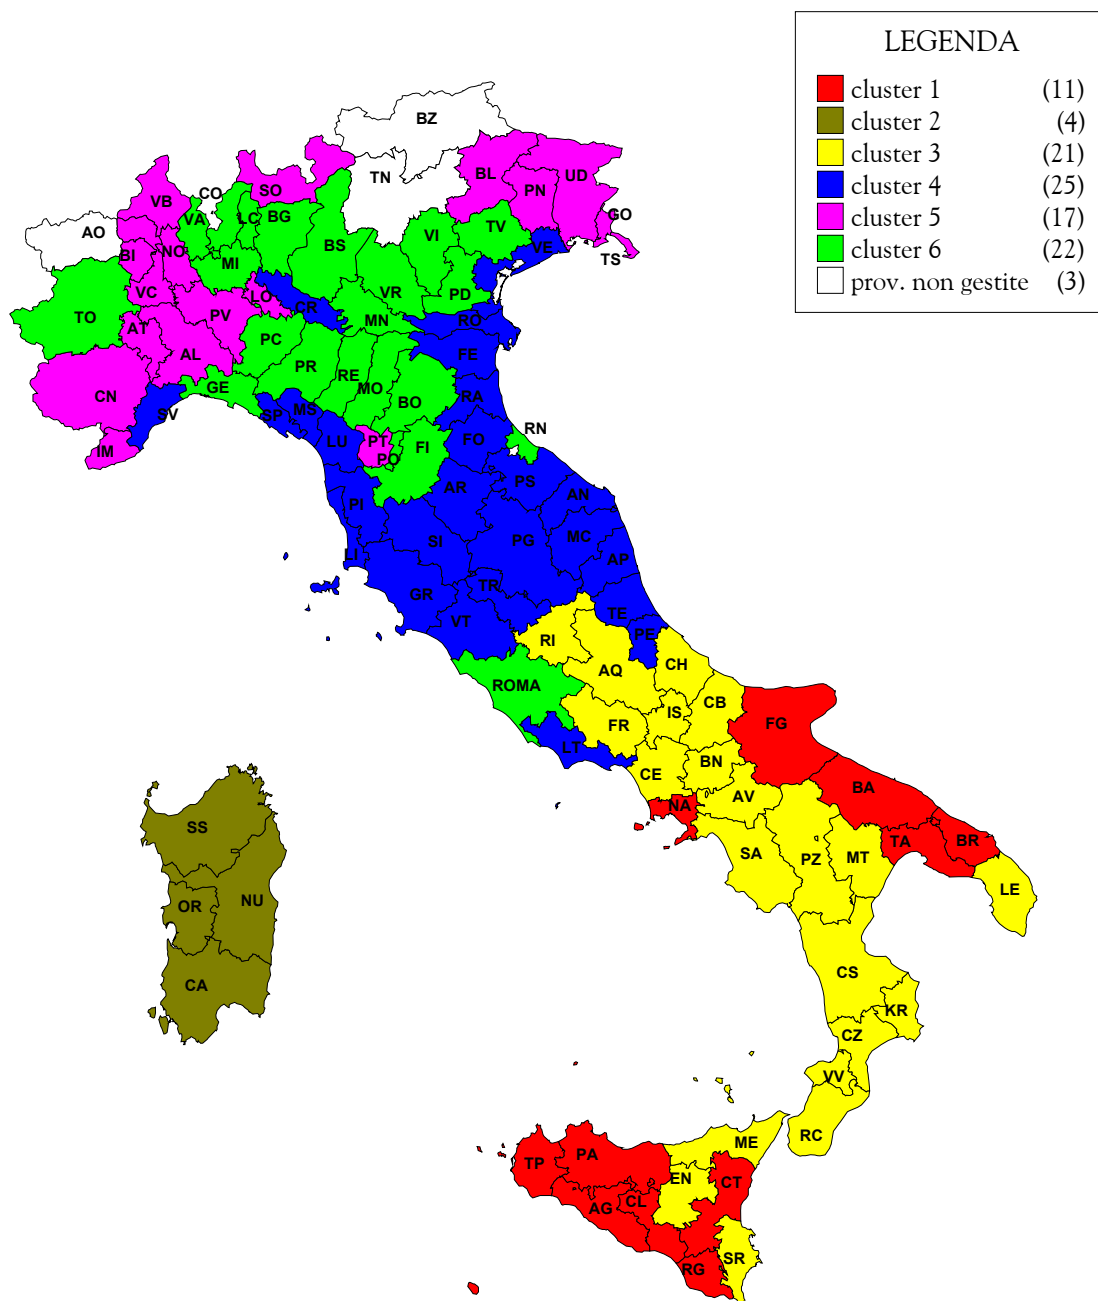 LEGENDA
cluster 1 (11)
cluster 2 (4)
cluster 3 (21)
cluster 4 (25)
cluster 5 (17)
cluster 6 (22)
prov. non gestite (3)
BZ
TN
BL
UD
PN
SO
CO
VB
VA
LC
BG
GO
TV
AO
VI
BS
VE
NO
BI
MI
TS
VC
LO
VR
PD
CR
TO
PV
MN
RO
AT
PC
AL
FE
PR
RE
GE
MO
CN
RA
BO
SV
SP
MS
RN
LU
PT
FO
FI
IM
PO
PS
AR
AN
PI
SI
PG
MC
LI
AP
TR
GR
TE
VT
PE
RI
CH
AQ
ROMA
CB
IS
FG
FR
LT
BN
CE
BA
AV
NA
SS
TA
BR
SA
PZ
MT
LE
NU
OR
CS
CA
KR
CZ
VV
RC
ME
PA
TP
EN
CT
CL
AG
SR
RG